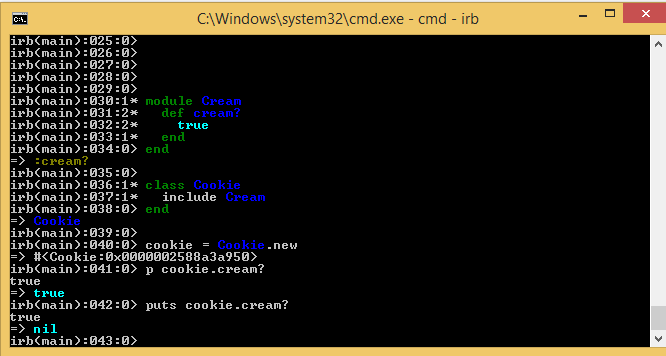 C:\Windows\system32\cmd.exe - cmd - irb
irb(main):025:0>
irb(main):026:0>
irb(main):027:0>
irb(main):028:0>
irb(main):029:0>
irb(main):030:1* module Cream
irb(main):031:2*   def cream?
irb(main):032:2*     true
irb(main):033:1*   end
irb(main):034:0> end
=> :cream?
irb(main):035:0>
irb(main):036:1* class Cookie
irb(main):037:1*   include Cream
irb(main):038:0> end
=> Cookie
irb(main):039:0>
irb(main):040:0> cookie = Cookie.new
=> #<Cookie:0x0000002588a3a950>
irb(main):041:0> p cookie.cream?
true
=> true
irb(main):042:0> puts cookie.cream?
true
=> nil
irb(main):043:0>